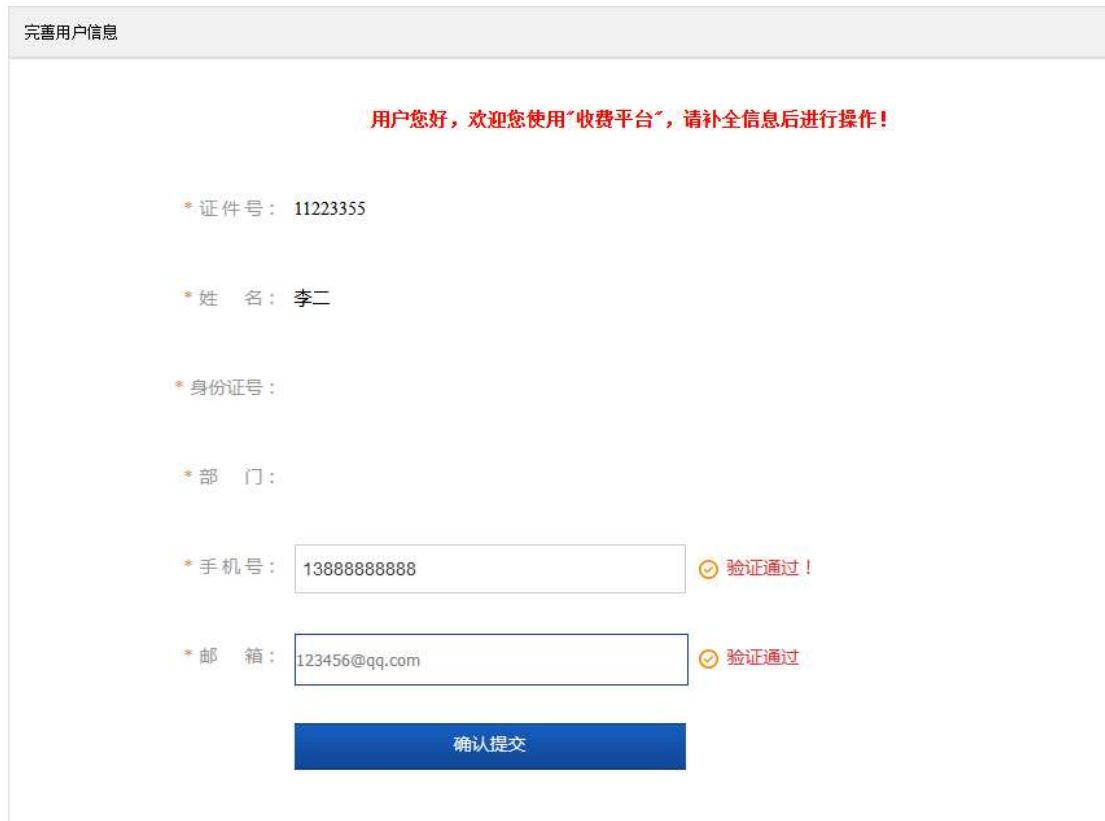 完善用户信息
用户您好，欢迎您使用"收费平台"，请补全信息后进行操作！
* 证 件 号： 11223355
* 姓 名： 李二
* 身份证号：
* 部 门：
* 手 机 号： 13888888888 验证通过！
* 邮 箱： 123456@qq.com 验证通过
确认提交